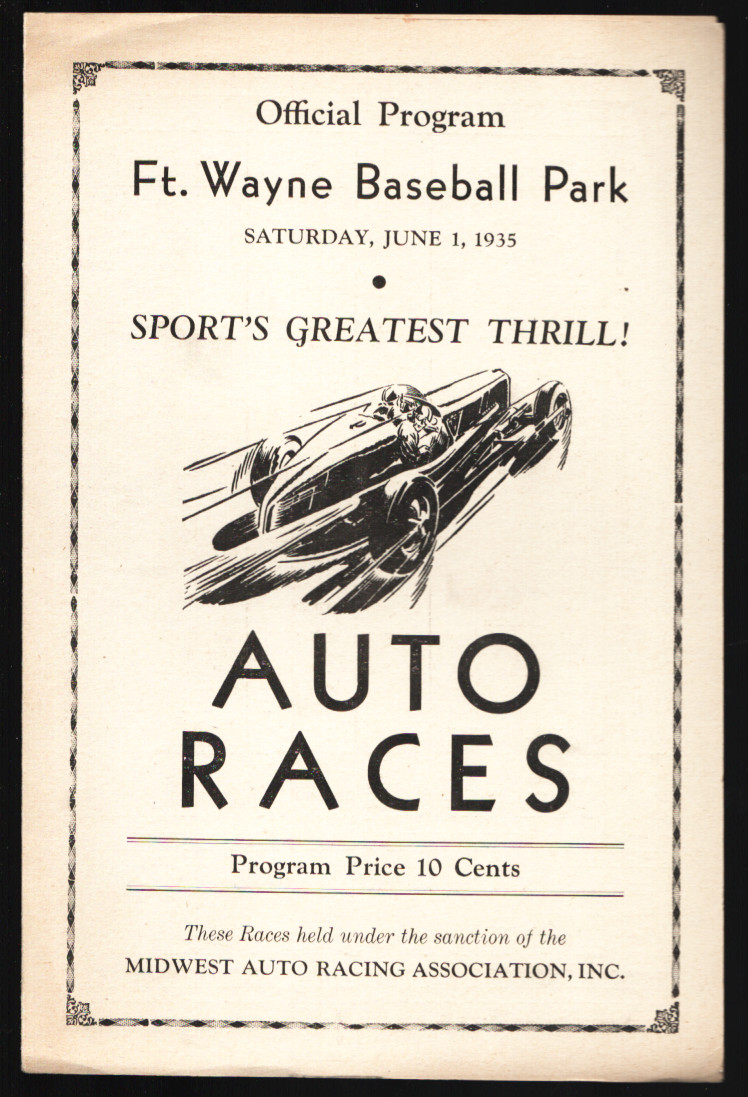 Official Program
Ft. Wayne Baseball Park
SATURDAY, JUNE 1, 1935
SPORT'S GREATEST THRILL!
AUTO
RACES
Program Price 10 Cents
These Races held under the sanction of the
MIDWEST AUTO RACING ASSOCIATION, INC.